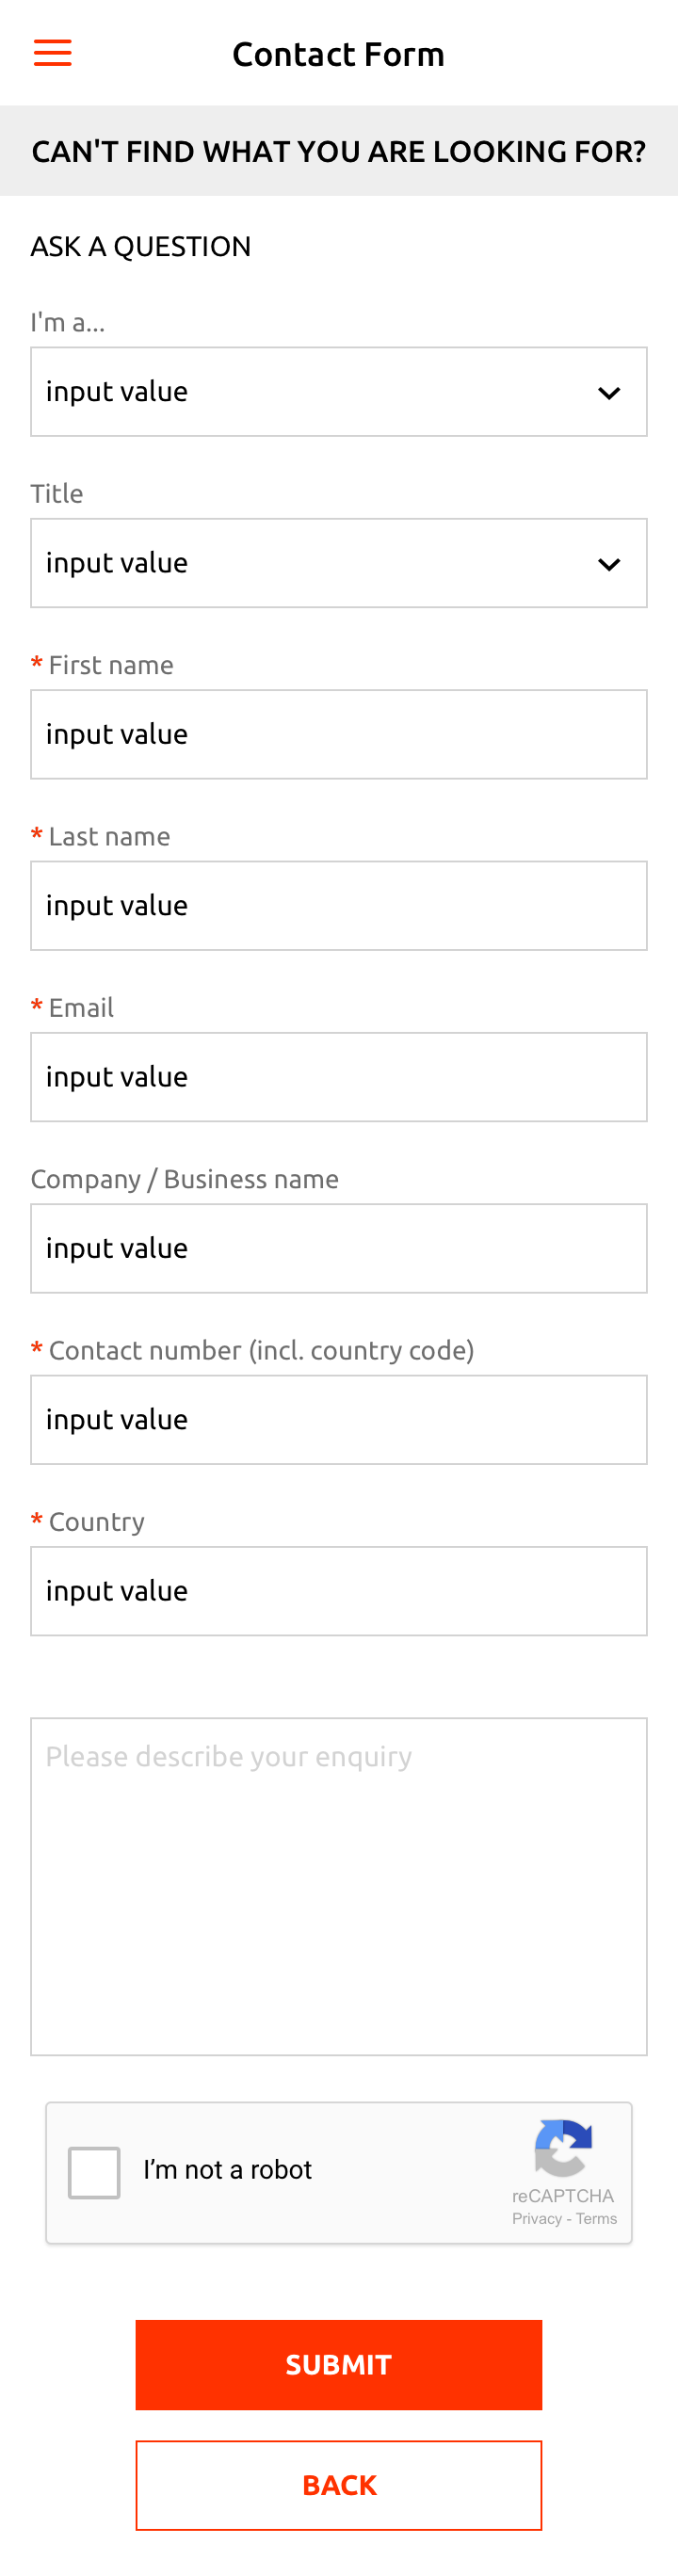 Contact Form
CAN'T FIND WHAT YOU ARE LOOKING FOR?
ASK A QUESTION
I'm a...
input value
Title
input value
* First name
input value
* Last name
input value
* Email
input value
Company / Business name
input value
* Contact number (incl. country code)
input value
* Country
input value
Please describe your enquiry
I’m not a robot
reCAPTCHA
Privacy - Terms
SUBMIT
BACK